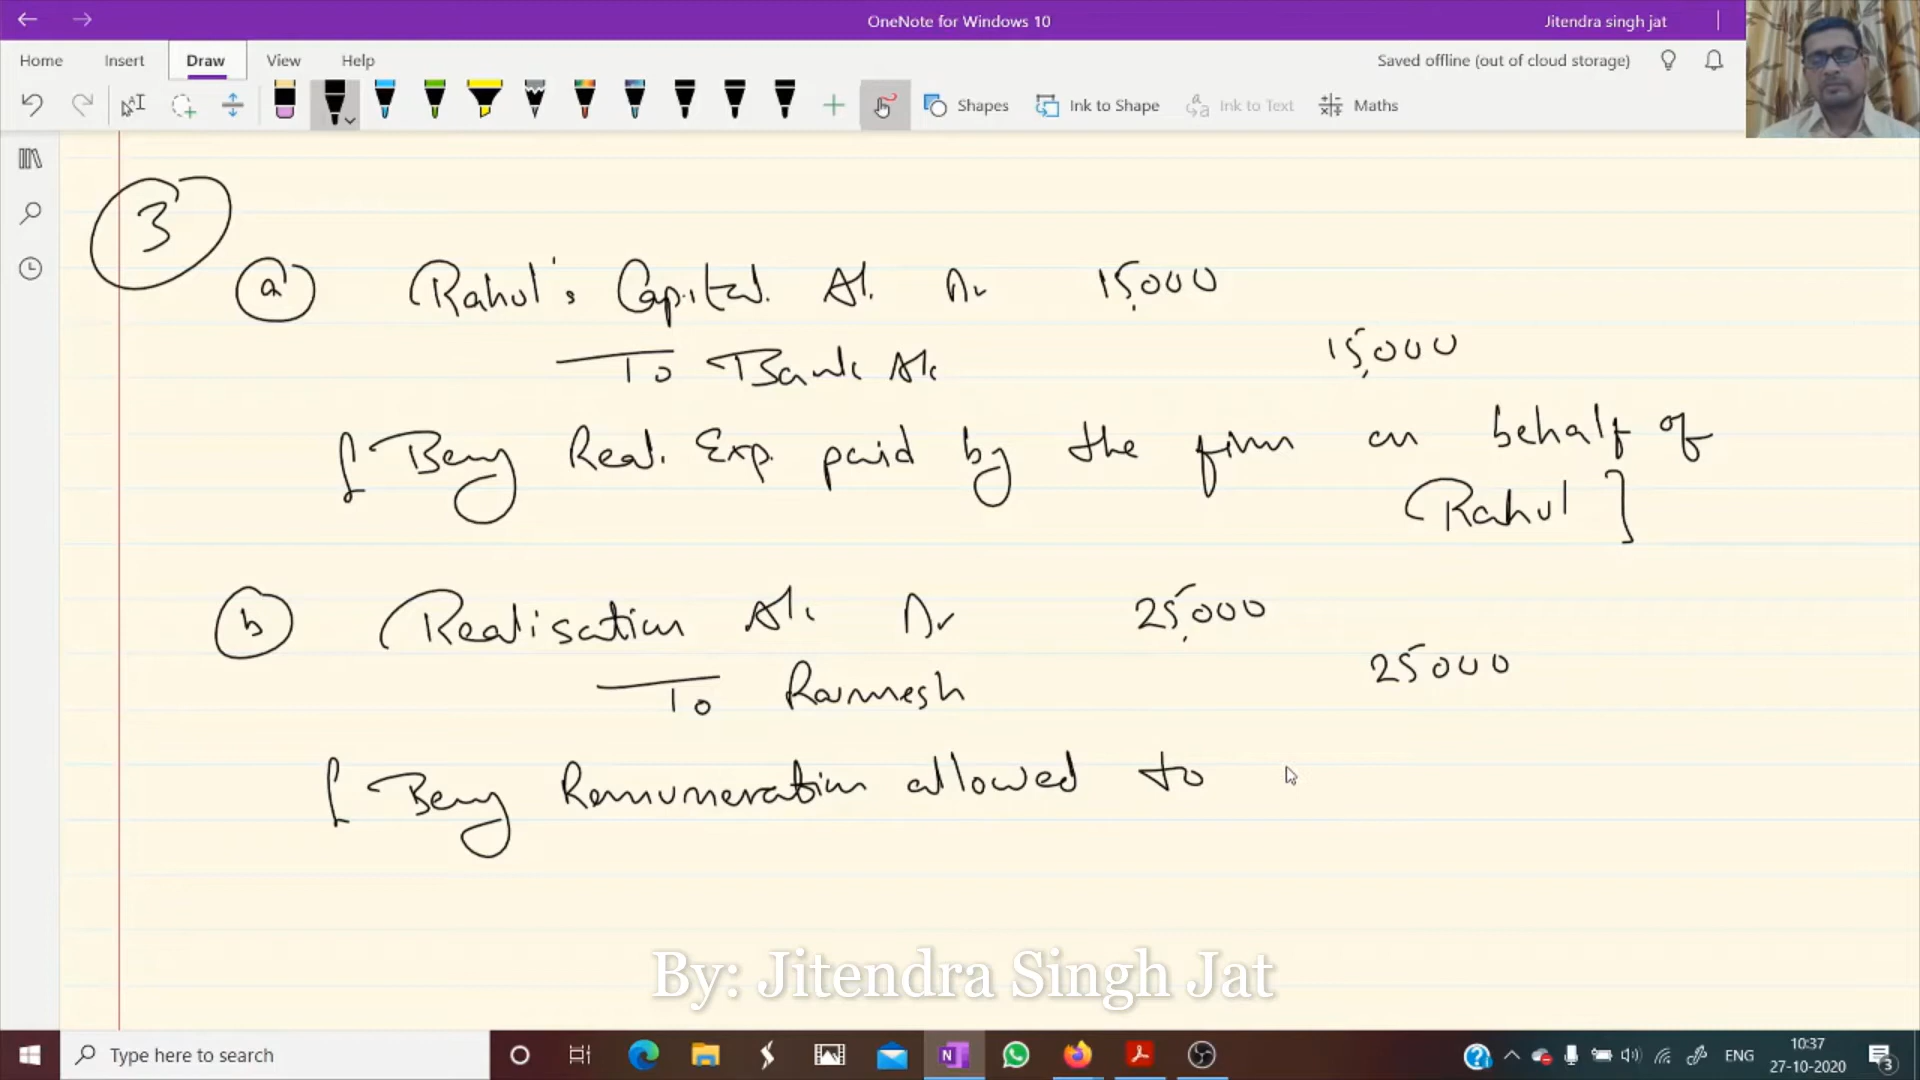 OneNote for Windows 10
Jitendra singh jat
Home Insert Draw View Help
Saved offline (out of cloud storage)
Shapes Ink to Shape Ink to Text Maths
3
a Rahul's Capital A/c Dr 15,000
To Bank A/c 15,000
[Being Real. Exp. paid by the firm on behalf of
Rahul]
b Realisation A/c Dr 25,000
To Ramesh 25000
[Being Remuneration allowed to
By: Jitendra Singh Jat
Type here to search
ENG
10:37
27-10-2020
3